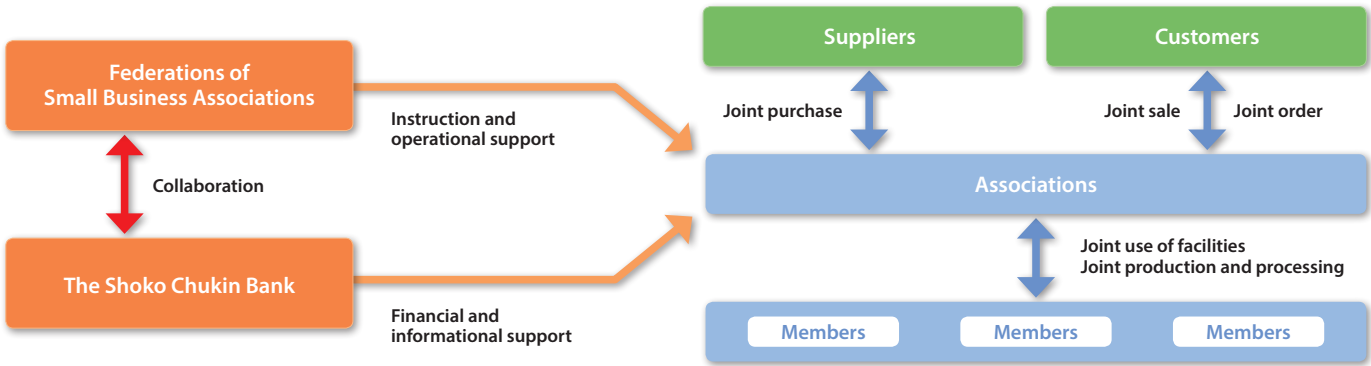 Federations of
Small Business Associations
Instruction and
operational support
Collaboration
The Shoko Chukin Bank
Financial and
informational support
Suppliers
Customers
Joint purchase
Joint sale
Joint order
Associations
Joint use of facilities
Joint production and processing
Members
Members
Members